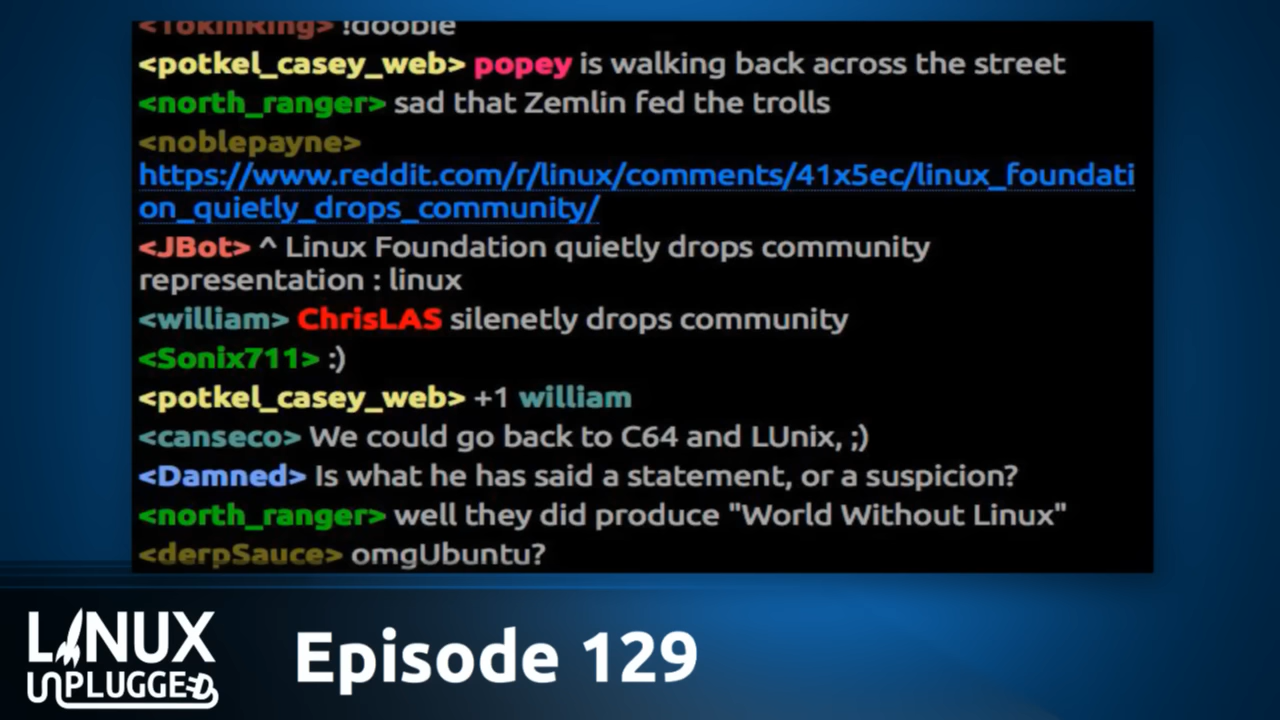 <TokinRing> !doobie
<potkel_casey_web> popey is walking back across the street
<north_ranger> sad that Zemlin fed the trolls
<noblepayne>
https://www.reddit.com/r/linux/comments/41x5ec/linux_foundati
on_quietly_drops_community/
<JBot> ^ Linux Foundation quietly drops community
representation : linux
<william> ChrisLAS silenetly drops community
<Sonix711> :)
<potkel_casey_web> +1 william
<canseco> We could go back to C64 and LUnix, ;)
<Damned> Is what he has said a statement, or a suspicion?
<north_ranger> well they did produce "World Without Linux"
<derpSauce> omgUbuntu?
LINUX
UNPLUGGED
Episode 129